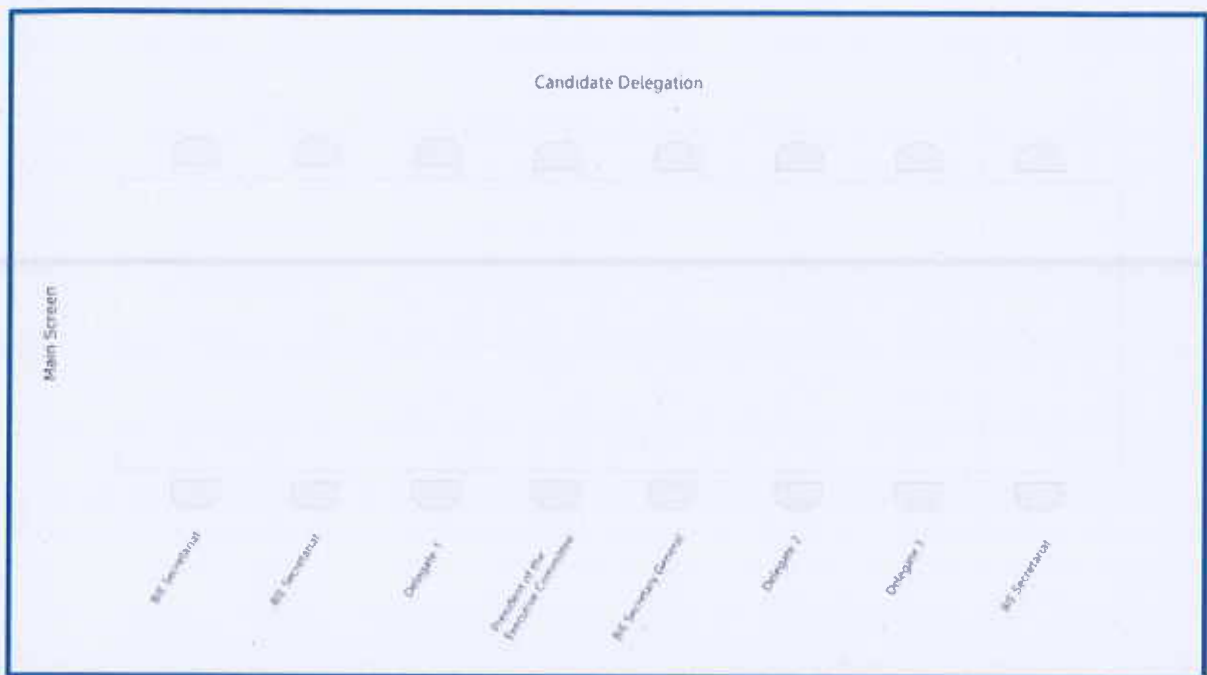 Candidate Delegation
Main Screen
BIE Secretariat
BIE Secretariat
Delegate 1
President of the
Executive Committee
BIE Secretary General
Delegate 2
Delegate 3
BIE Secretariat